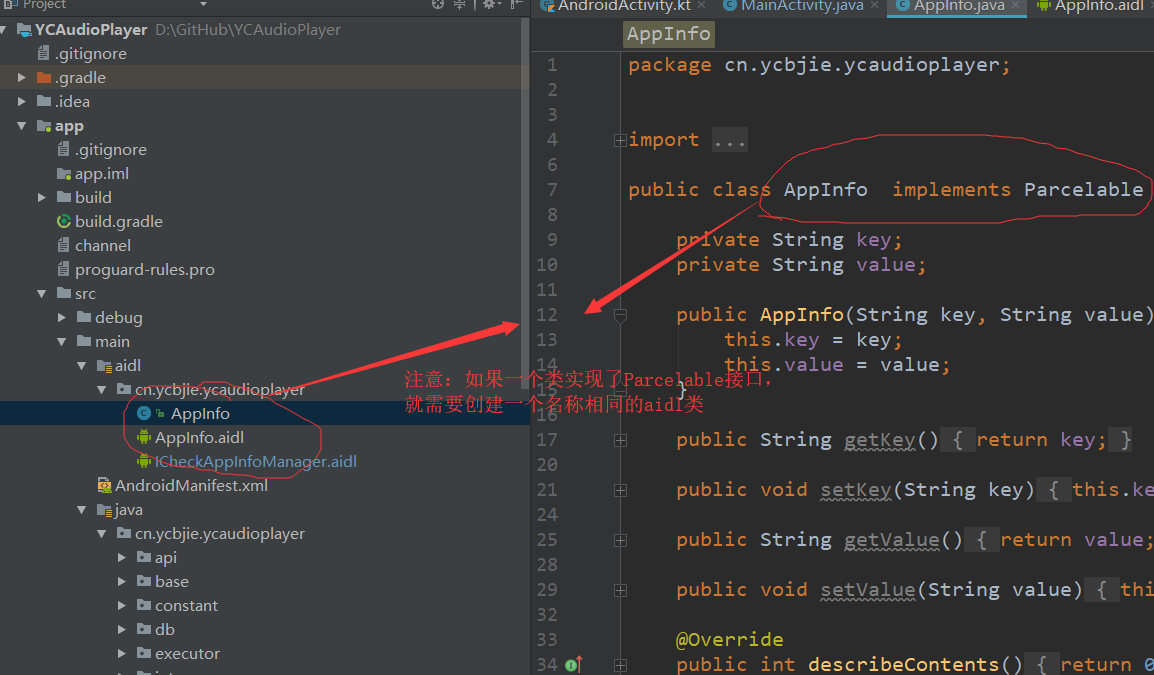 Project
YCAudioPlayer D:\GitHub\YCAudioPlayer
.gitignore
.gradle
.idea
app
.gitignore
app.iml
build
build.gradle
channel
proguard-rules.pro
src
debug
main
aidl
cn.ycbjie.ycaudioplayer
AppInfo
AppInfo.aidl
ICheckAppInfoManager.aidl
AndroidManifest.xml
java
cn.ycbjie.ycaudioplayer
api
base
constant
db
executor
AndroidActivity.kt × MainActivity.java × AppInfo.java × AppInfo.aidl
AppInfo
1 package cn.ycbjie.ycaudioplayer;
2
3
4 import ...
6
7 public class AppInfo implements Parcelable
8
9 private String key;
10 private String value;
11
12 public AppInfo(String key, String value)
13 this.key = key;
14 this.value = value;
15 }
16
17 public String getKey() { return key; }
20
21 public void setKey(String key) { this.ke
24
25 public String getValue() { return value;
28
29 public void setValue(String value) { thi
32
33 @Override
34 public int describeContents() { return 0
注意：如果一个类实现了Parcelable接口，
就需要创建一个名称相同的aidl类